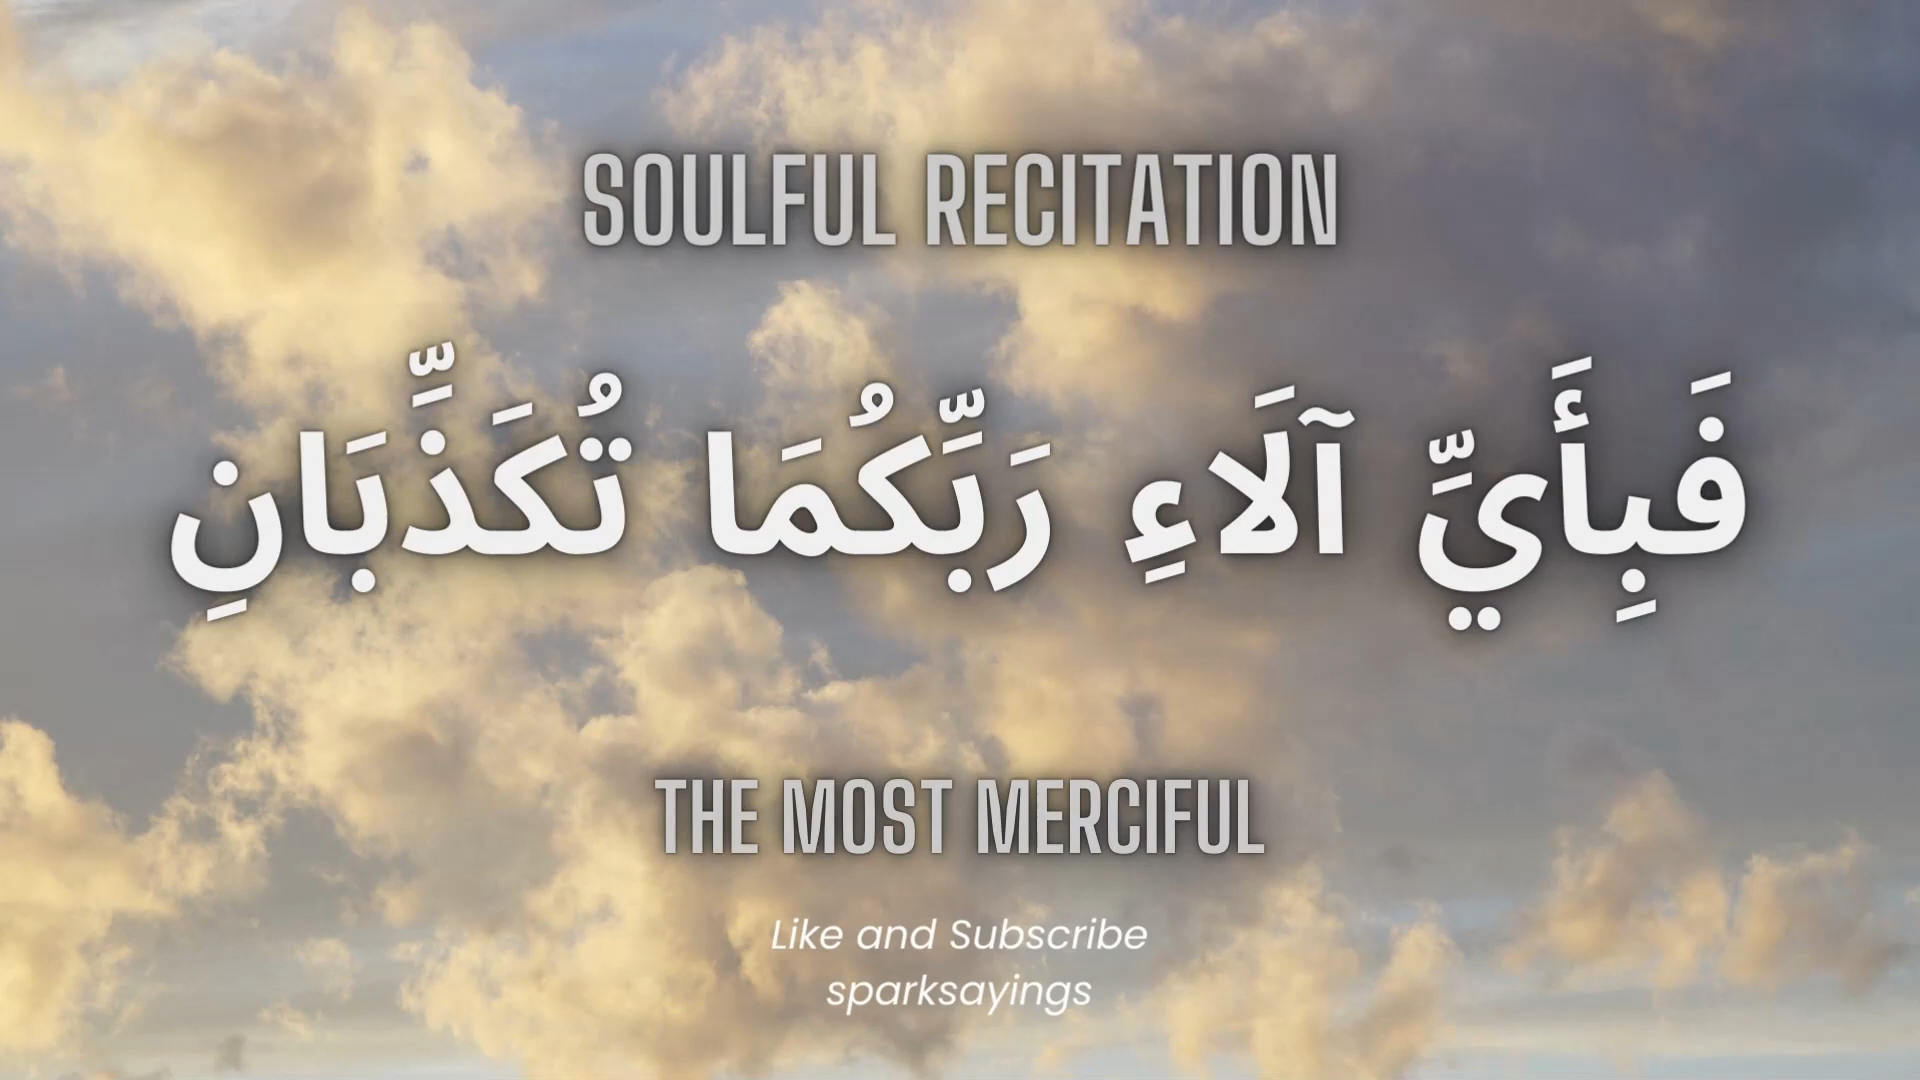 SOULFUL RECITATION
فَبِأَيِّ آلَاءِ رَبِّكُمَا تُكَذِّبَانِ
THE MOST MERCIFUL
Like and Subscribe
sparksayings